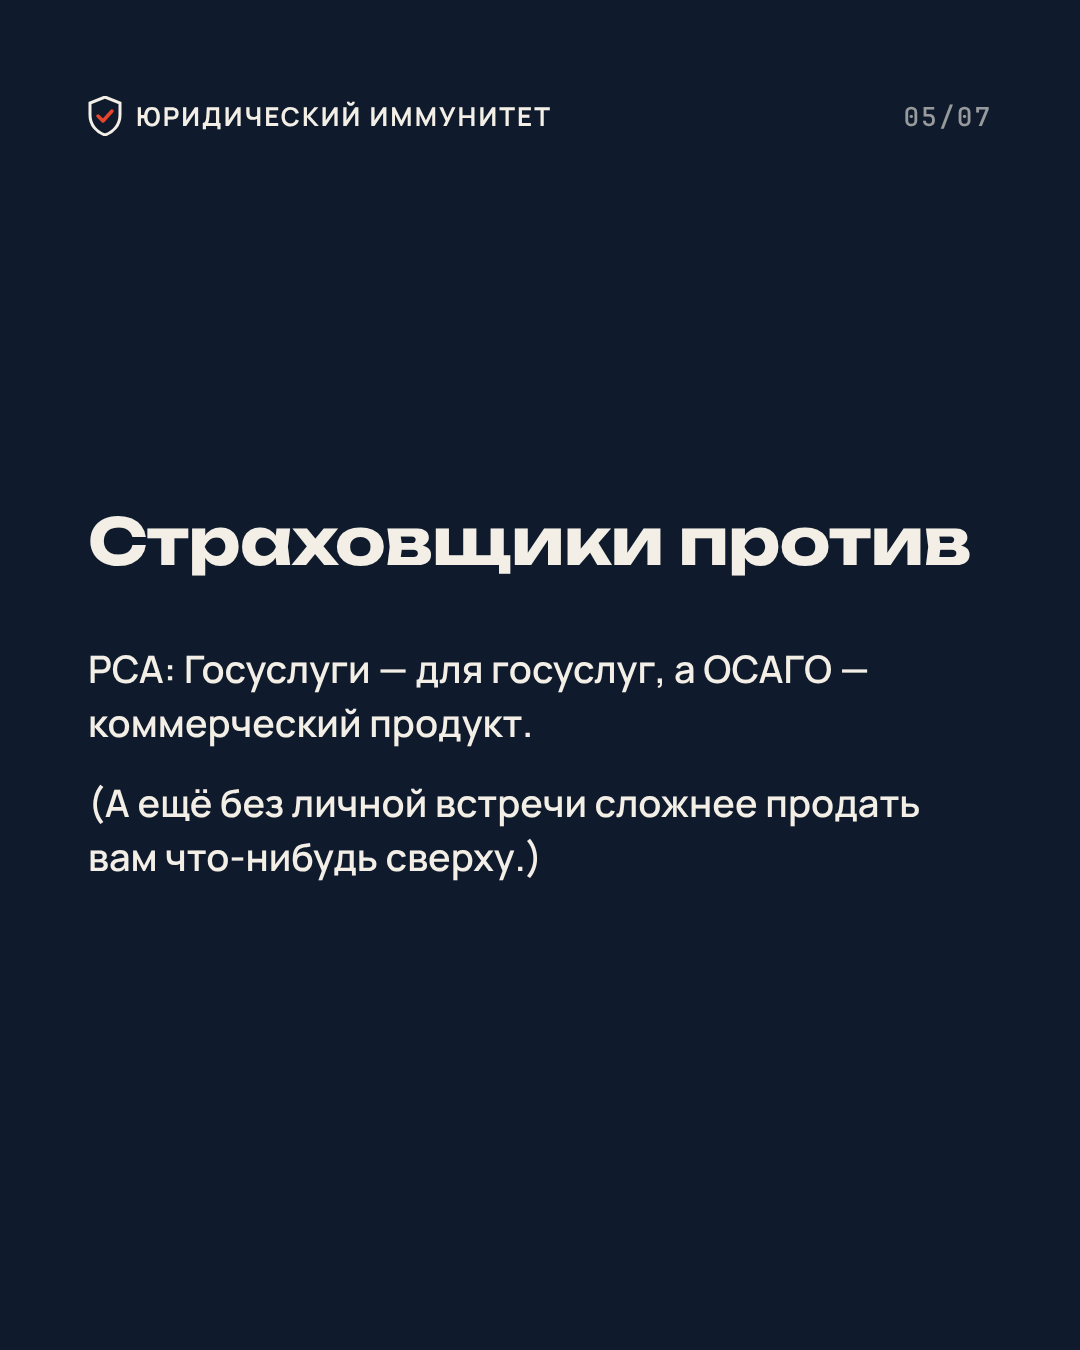 ЮРИДИЧЕСКИЙ ИММУНИТЕТ
05/07
Страховщики против
РСА: Госуслуги — для госуслуг, а ОСАГО —
коммерческий продукт.
(А ещё без личной встречи сложнее продать
вам что-нибудь сверху.)